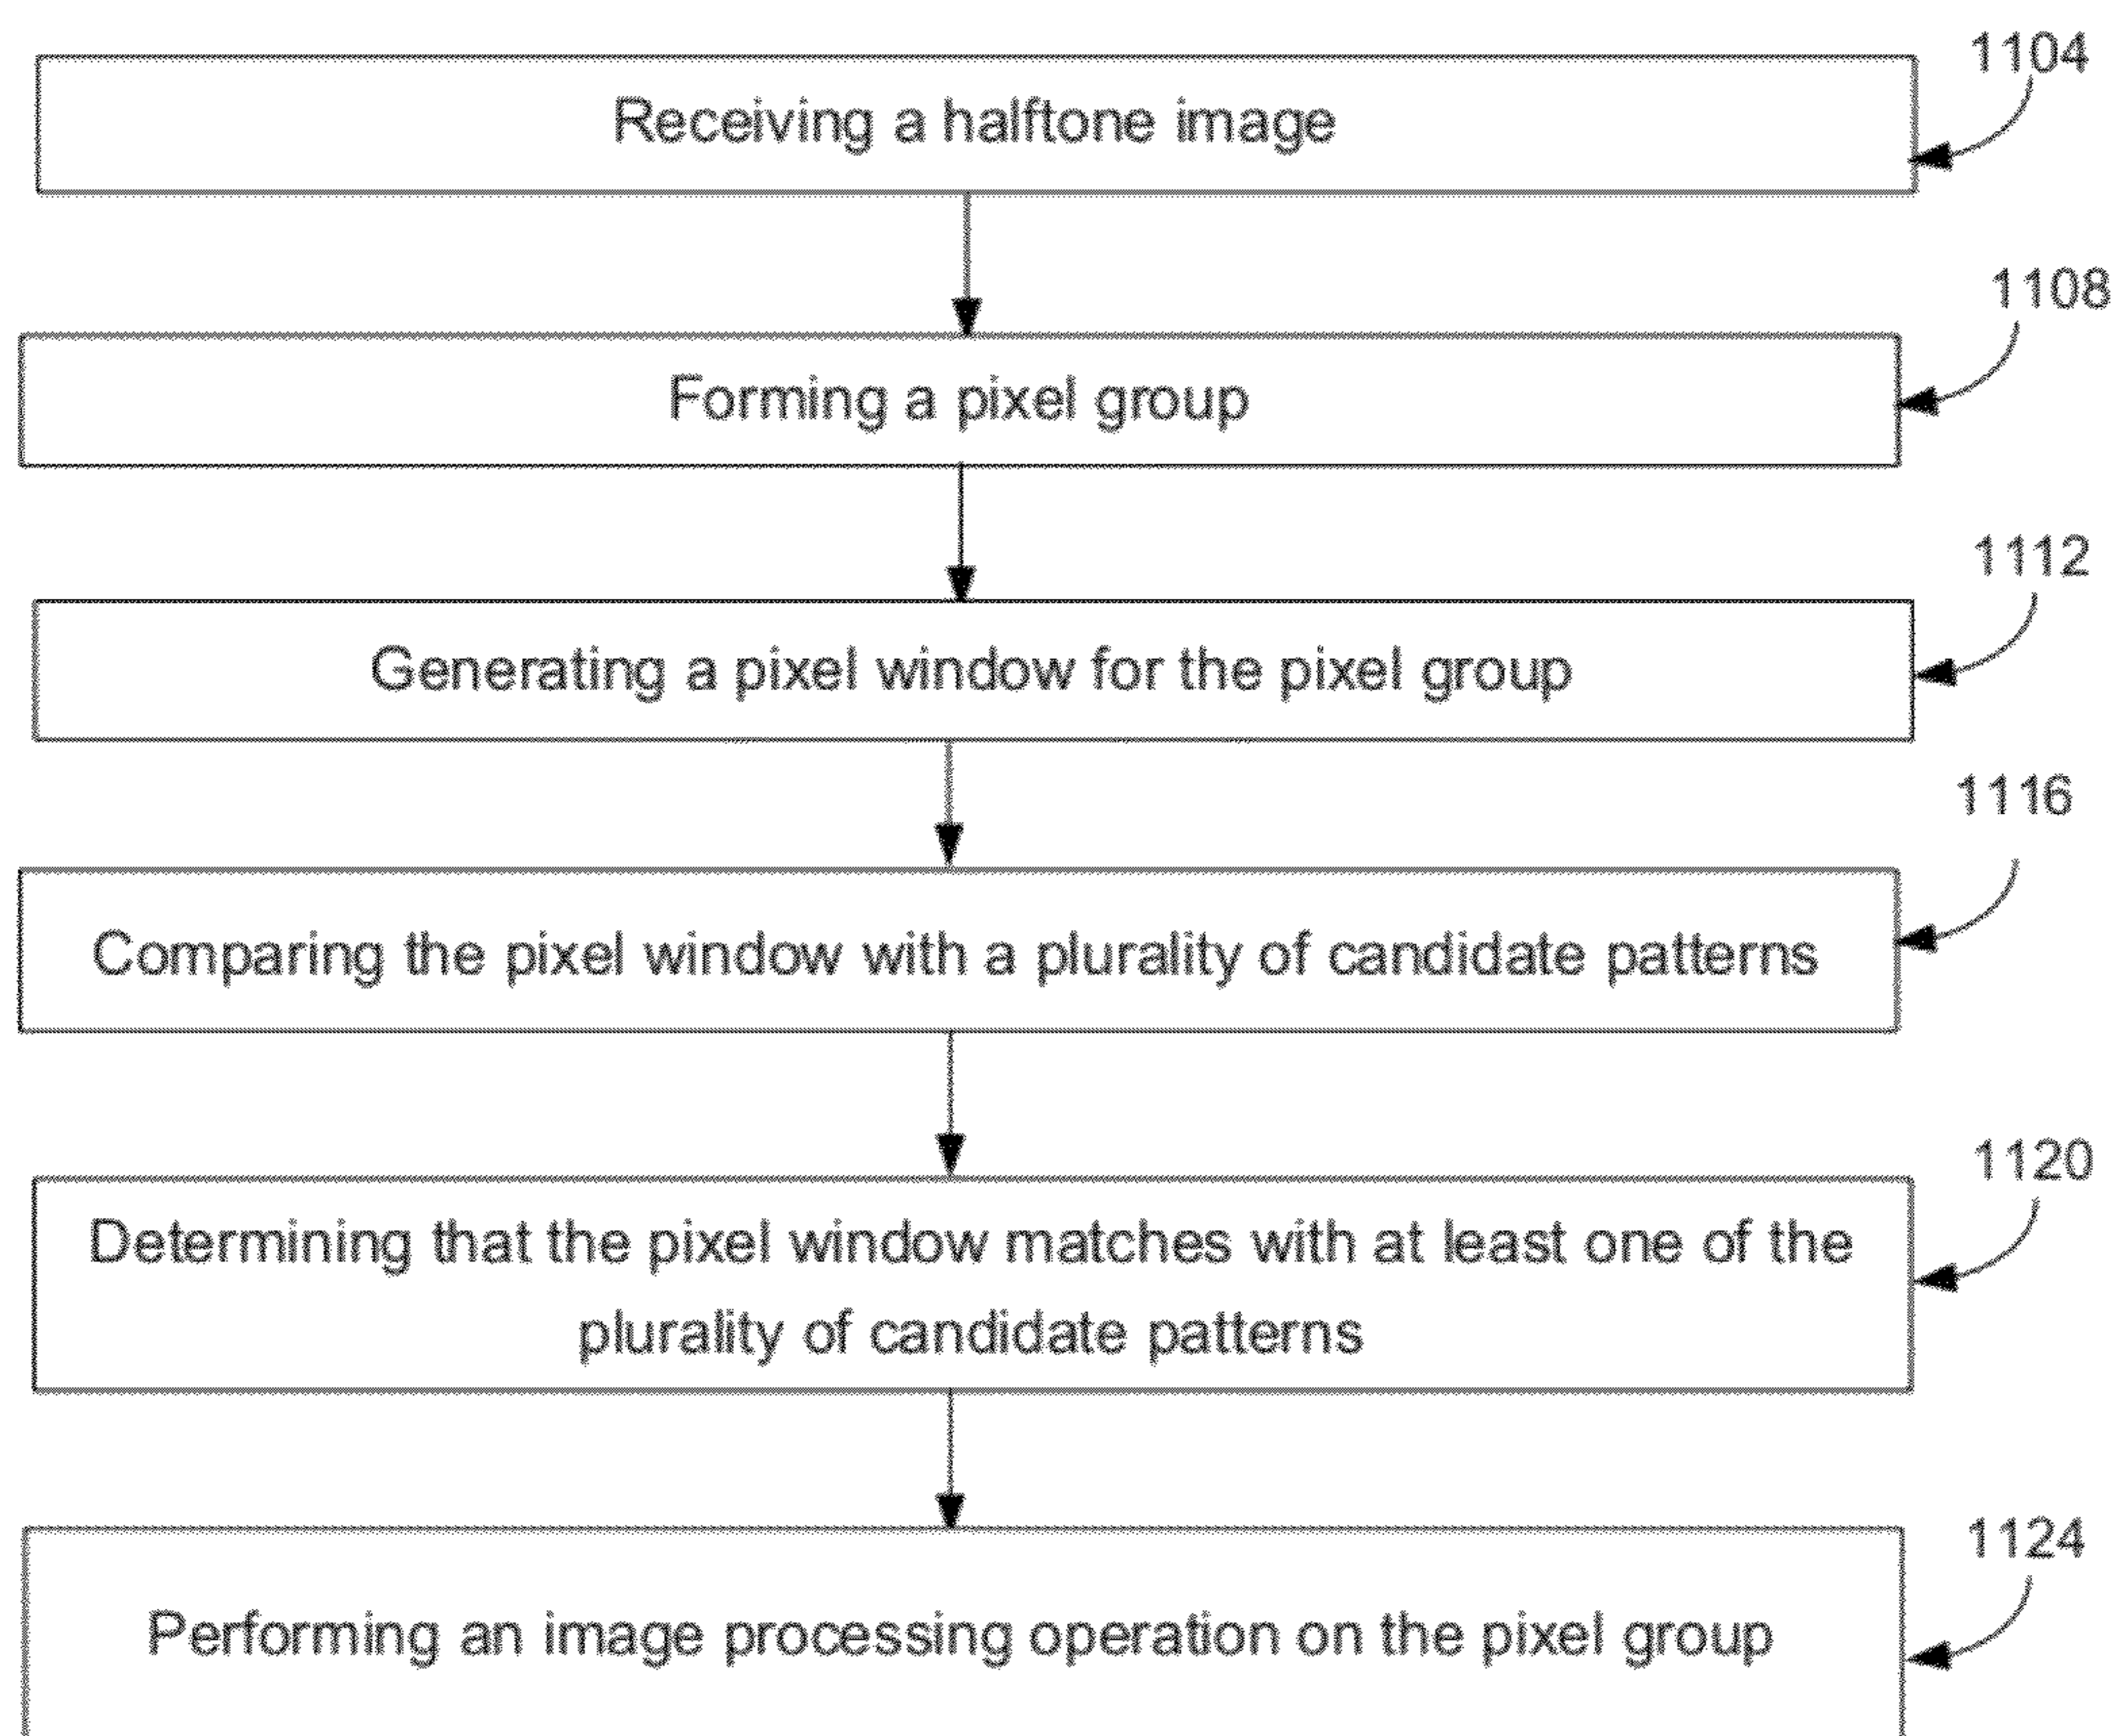 1104
Receiving a halftone image
1108
Forming a pixel group
1112
Generating a pixel window for the pixel group
1116
Comparing the pixel window with a plurality of candidate patterns
1120
Determining that the pixel window matches with at least one of the
plurality of candidate patterns
1124
Performing an image processing operation on the pixel group